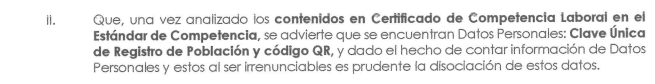 ii. Que, una vez analizado los contenidos en Certificado de Competencia Laboral en el
Estándar de Competencia, se advierte que se encuentran Datos Personales: Clave Única
de Registro de Población y código QR, y dado el hecho de contar información de Datos
Personales y estos al ser irrenunciables es prudente la disociación de estos datos.